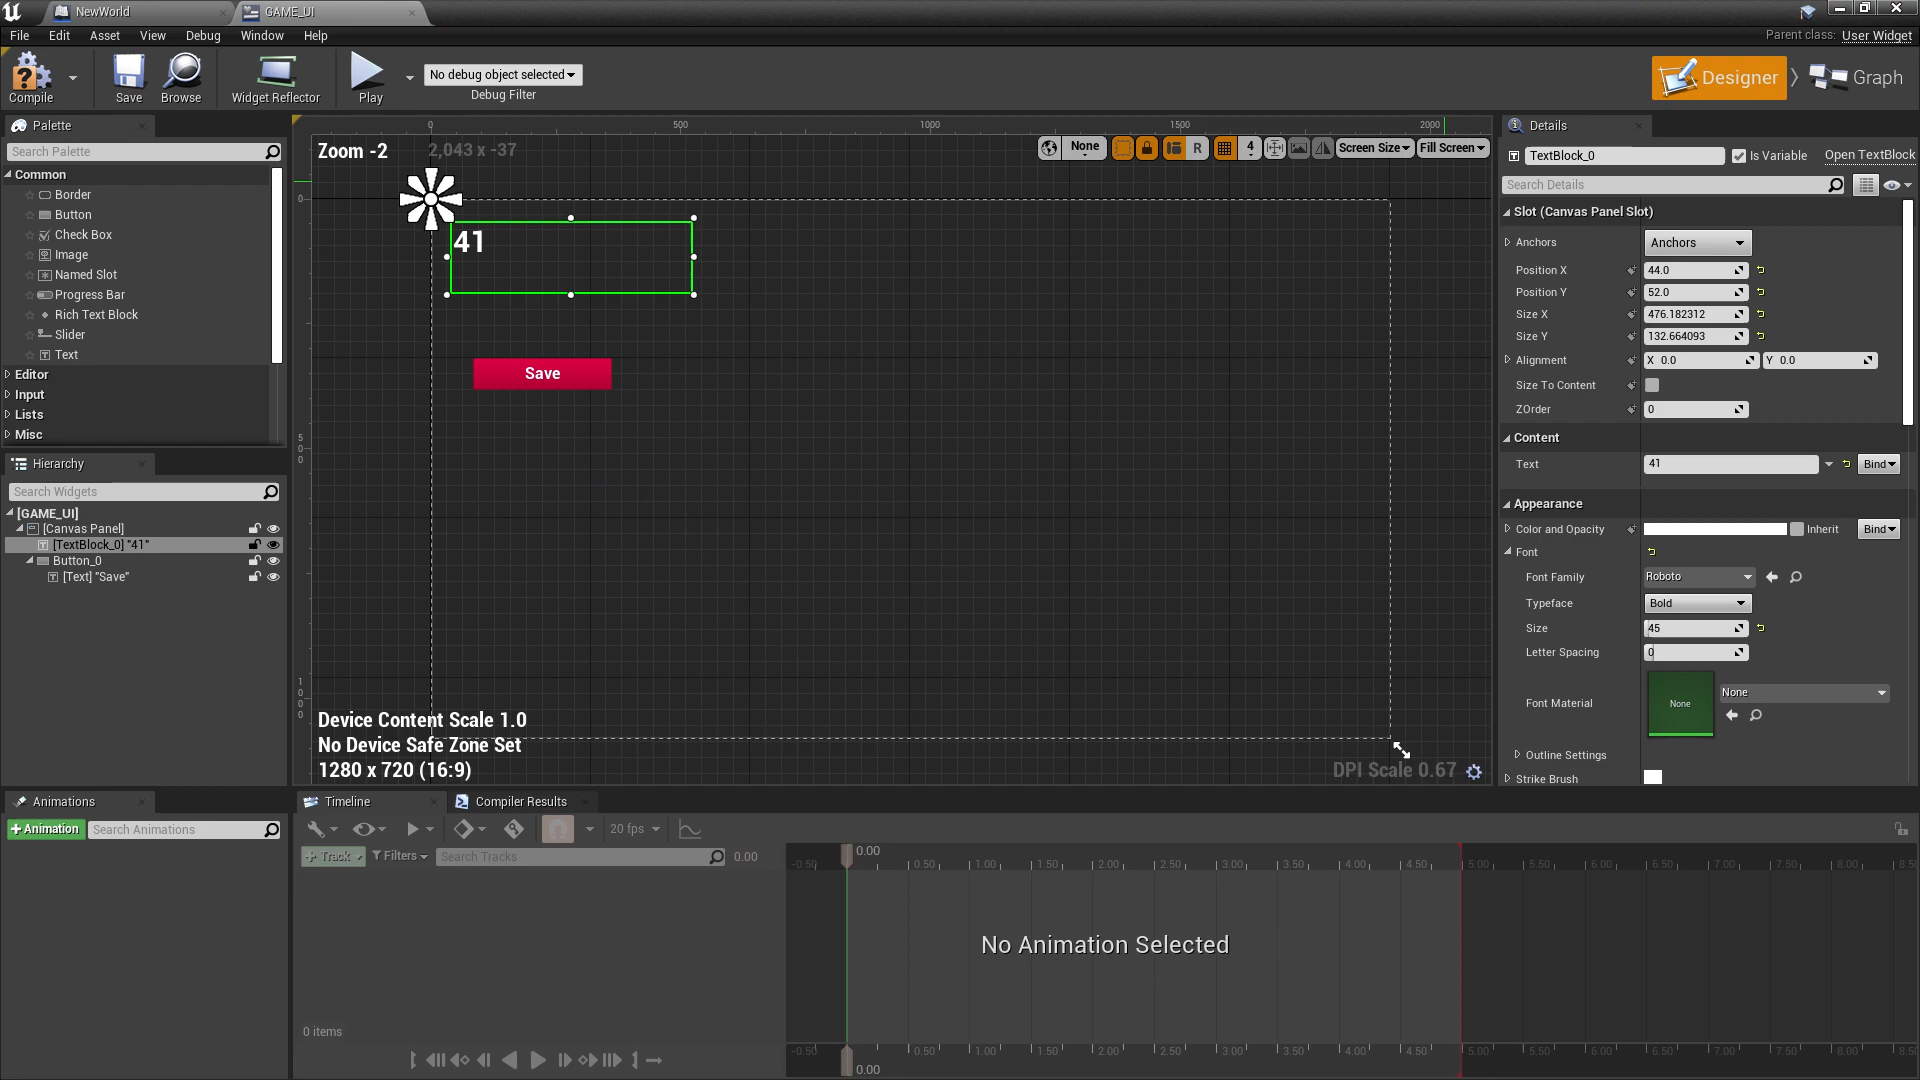 NewWorld
GAME_UI
File Edit Asset View Debug Window Help
Parent class: User Widget
Compile
Save
Browse
Widget Reflector
Play
No debug object selected
Debug Filter
Designer
Graph
Palette
Search Palette
Common
Border
Button
Check Box
Image
Named Slot
Progress Bar
Rich Text Block
Slider
Text
Editor
Input
Lists
Misc
Hierarchy
Search Widgets
[GAME_UI]
[Canvas Panel]
[TextBlock_0] "41"
Button_0
[Text] "Save"
0 500 1000 1500 2000
Zoom -2 2,043 x -37
None R 4 Screen Size Fill Screen
0
500
1000
41
Save
Device Content Scale 1.0
No Device Safe Zone Set
1280 x 720 (16:9)
DPI Scale 0.67
Details
TextBlock_0 Is Variable Open TextBlock
Search Details
Slot (Canvas Panel Slot)
Anchors Anchors
Position X 44.0
Position Y 52.0
Size X 476.182312
Size Y 132.664093
Alignment X 0.0 Y 0.0
Size To Content
ZOrder 0
Content
Text 41 Bind
Appearance
Color and Opacity Inherit Bind
Font
Font Family Roboto
Typeface Bold
Size 45
Letter Spacing 0
Font Material None None
Outline Settings
Strike Brush
Animations
+ Animation Search Animations
Timeline
Compiler Results
20 fps
+ Track Filters Search Tracks 0.00
0.00
-0.50 0.50 1.00 1.50 2.00 2.50 3.00 3.50 4.00 4.50 5.00 5.50 6.00 6.50 7.00 7.50 8.00 8.50
No Animation Selected
0 items
-0.50 0.50 1.00 1.50 2.00 2.50 3.00 3.50 4.00 4.50 5.00 5.50 6.00 6.50 7.00 7.50 8.00 8.50
0.00